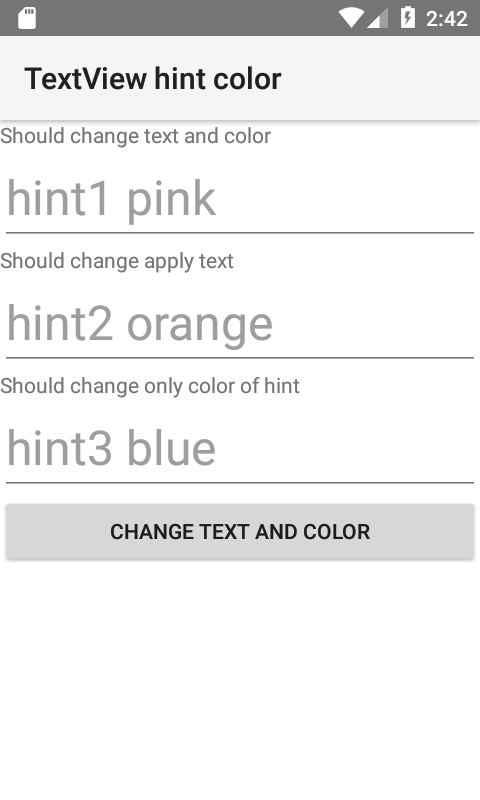 2:42
TextView hint color
Should change text and color
hint1 pink
Should change apply text
hint2 orange
Should change only color of hint
hint3 blue
CHANGE TEXT AND COLOR